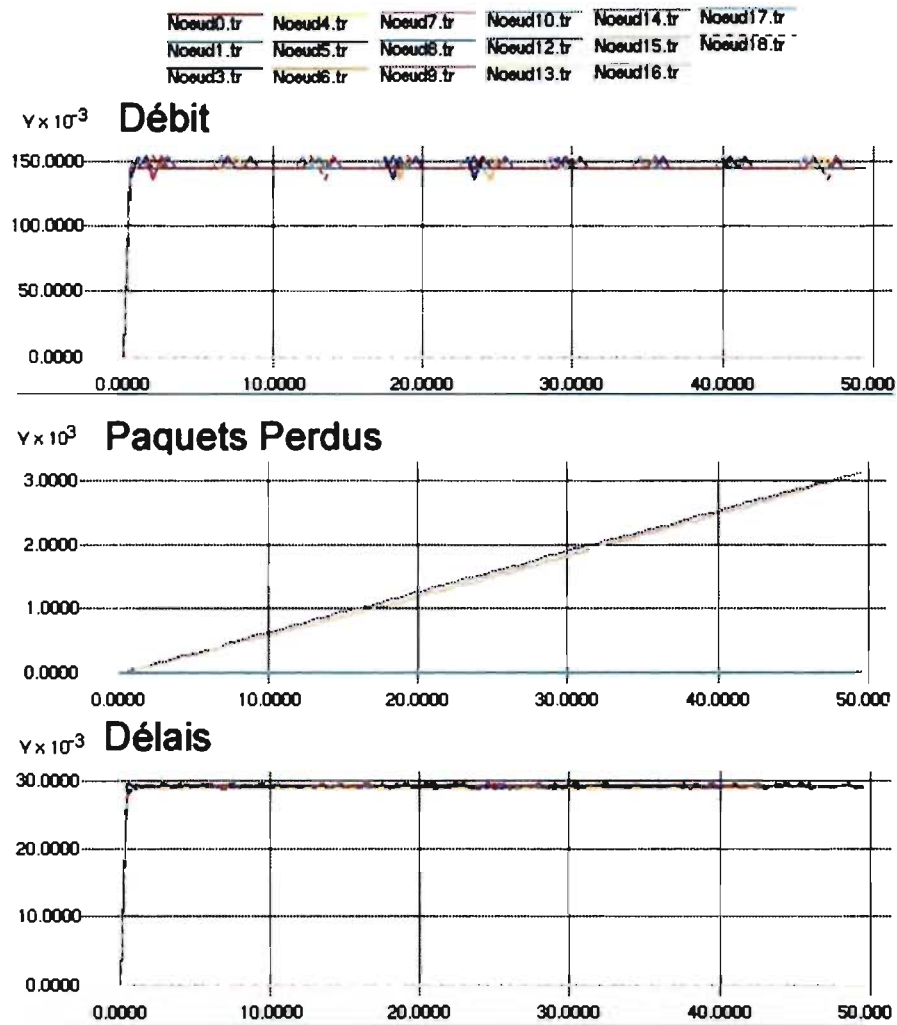 Noeud0.tr Noeud4.tr Noeud7.tr Noeud10.tr Noeud14.tr Noeud17.tr
Noeud1.tr Noeud5.tr Noeud8.tr Noeud12.tr Noeud15.tr Noeud18.tr
Noeud3.tr Noeud6.tr Noeud9.tr Noeud13.tr Noeud16.tr
Y x 10-3 Débit
150.0000
100.0000
50.0000
0.0000
0.0000 10.0000 20.0000 30.0000 40.0000 50.000
Y x 103 Paquets Perdus
3.0000
2.0000
1.0000
0.0000
0.0000 10.0000 20.0000 30.0000 40.0000 50.000
Y x 10-3 Délais
30.0000
20.0000
10.0000
0.0000
0.0000 10.0000 20.0000 30.0000 40.0000 50.000